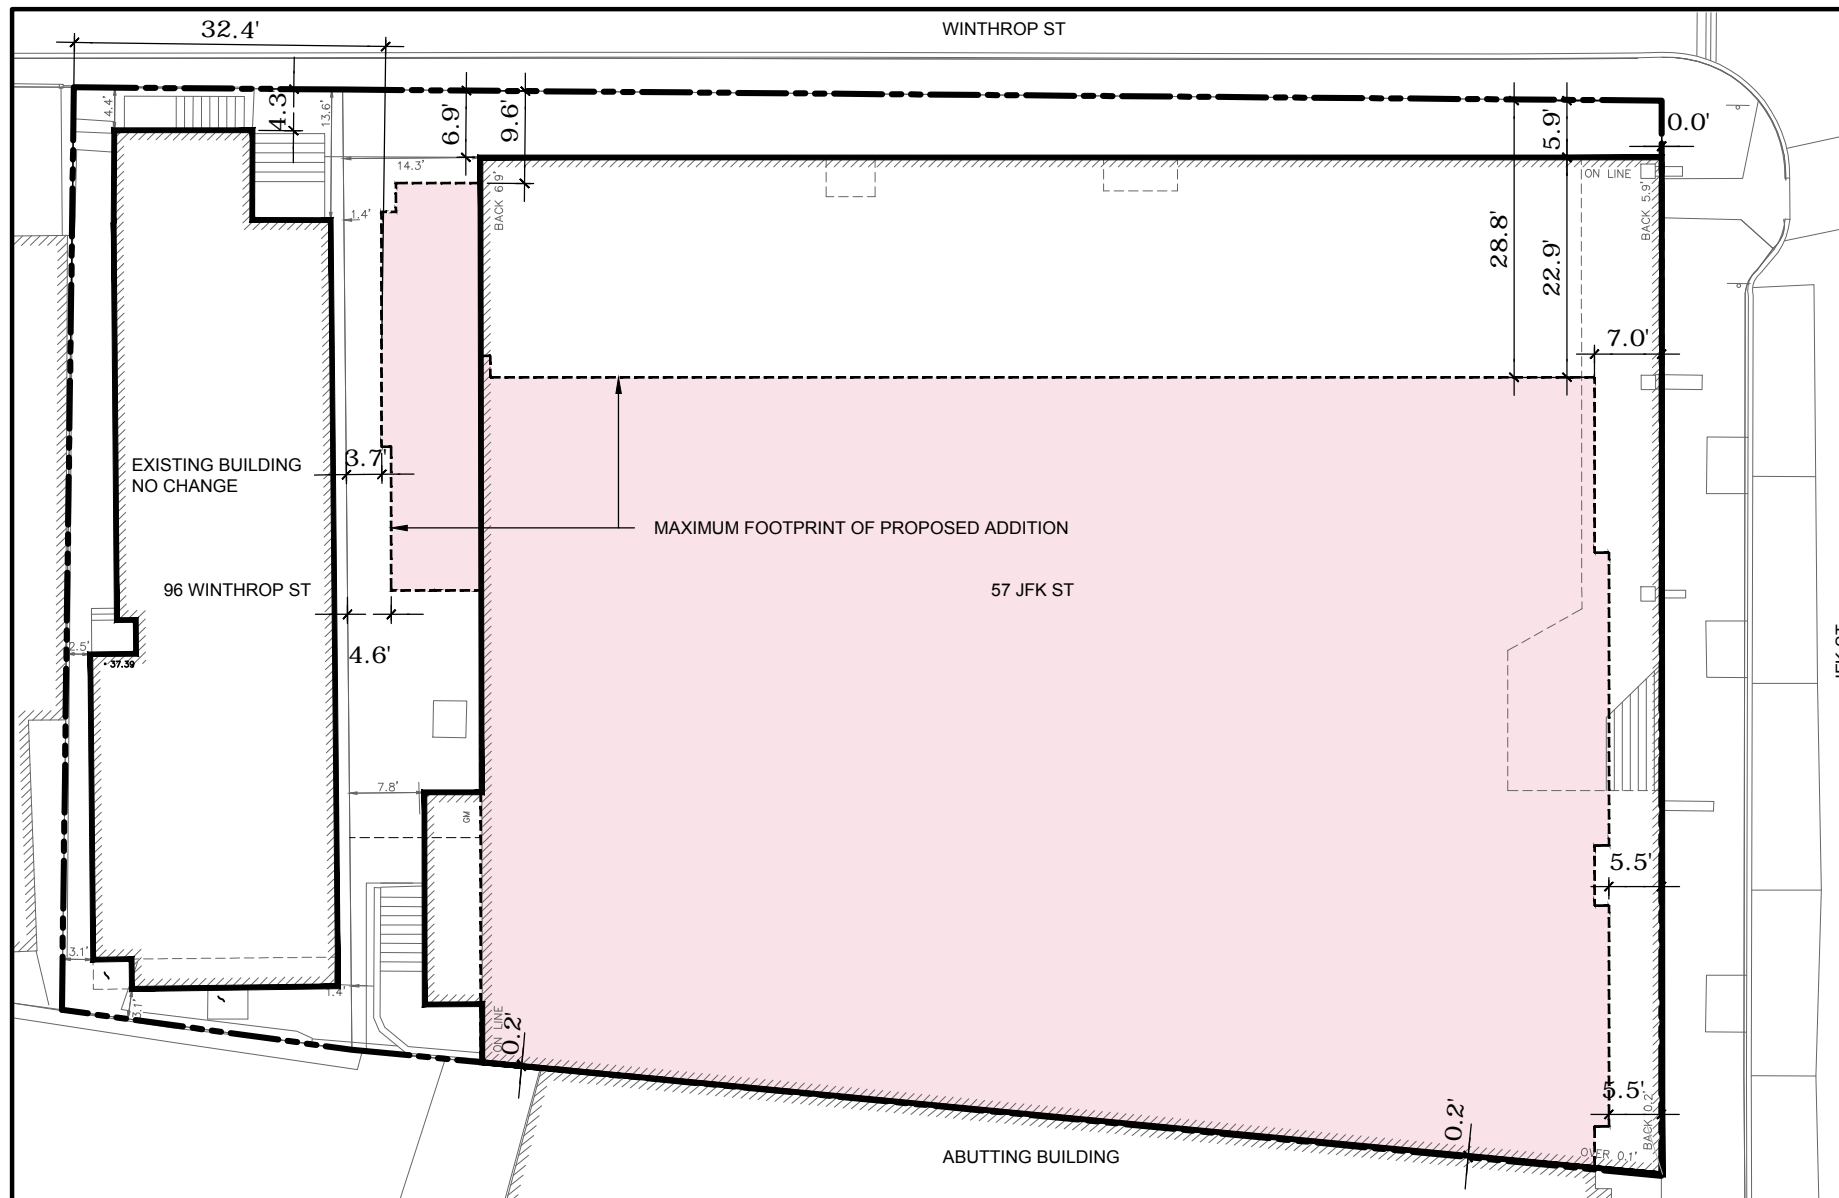 32.4'
WINTHROP ST
4.4'
4.3'
13.6'
6.9'
9.6'
5.9'
0.0'
14.3'
ON LINE
BACK 6.9'
BACK 5.9'
1.4'
28.8'
22.9'
7.0'
EXISTING BUILDING
NO CHANGE
3.7'
MAXIMUM FOOTPRINT OF PROPOSED ADDITION
96 WINTHROP ST
57 JFK ST
2.5'
37.39
4.6'
JFK ST
7.8'
GM
5.5'
3.1'
1.4'
3.1'
ON LINE
0.2'
5.5'
0.2'
BACK 0.2'
OVER 0.1'
ABUTTING BUILDING